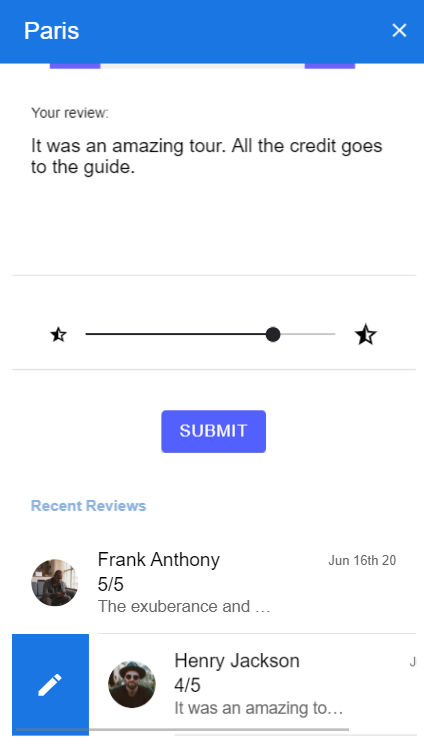 Paris
Your review:
It was an amazing tour. All the credit goes
to the guide.
SUBMIT
Recent Reviews
Frank Anthony
Jun 16th 20
5/5
The exuberance and …
Henry Jackson
J
4/5
It was an amazing to…